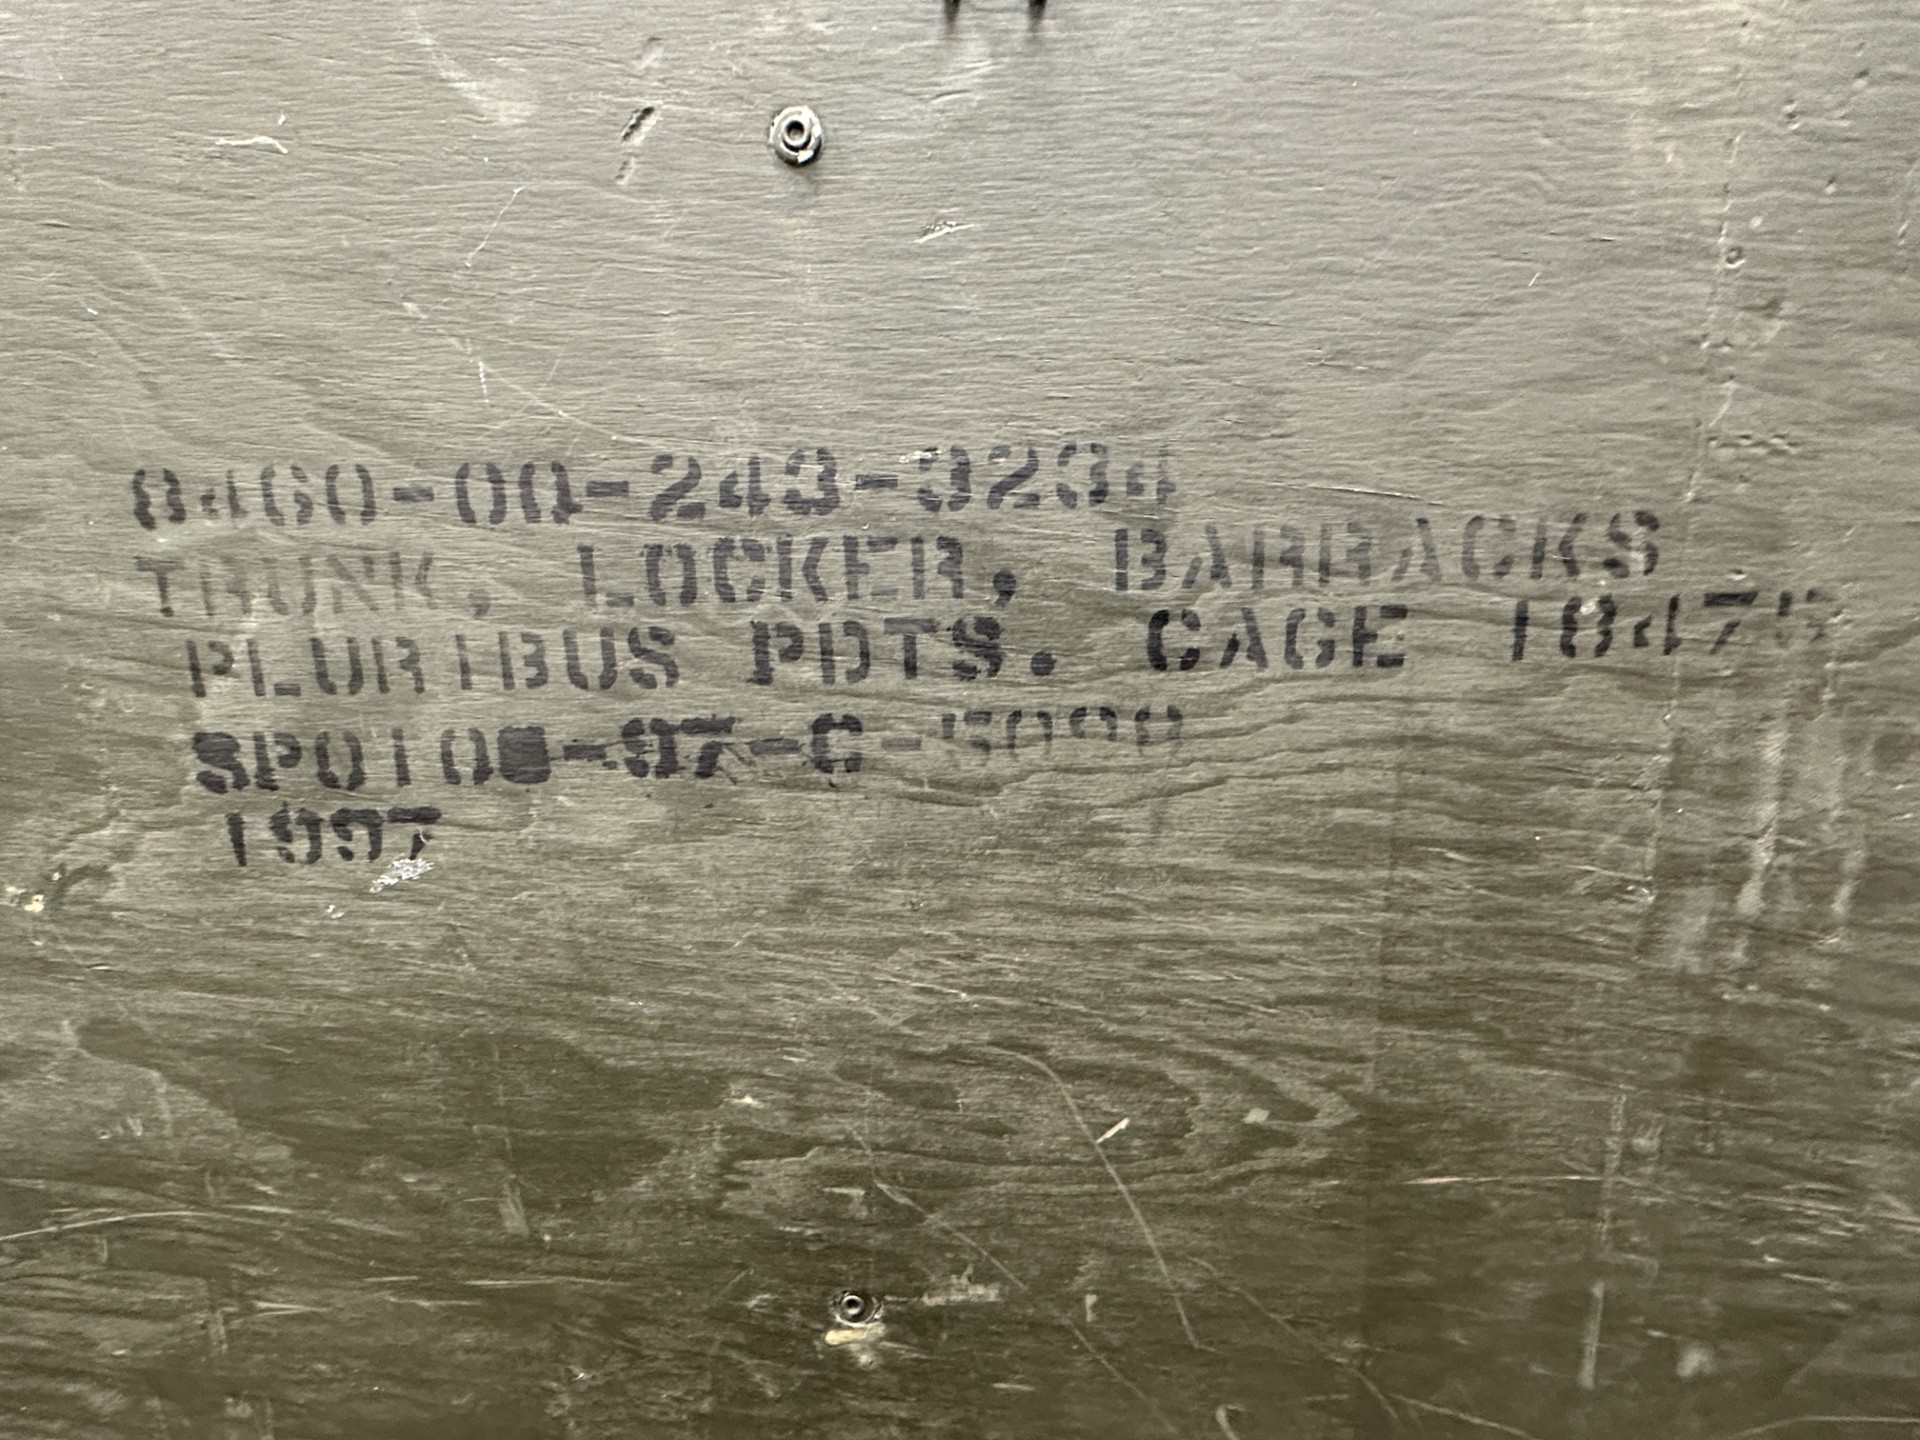 8460-00-243-3234
TRUNK, LOCKER, BARRACKS
PLURIBUS PDTS. CAGE
1997